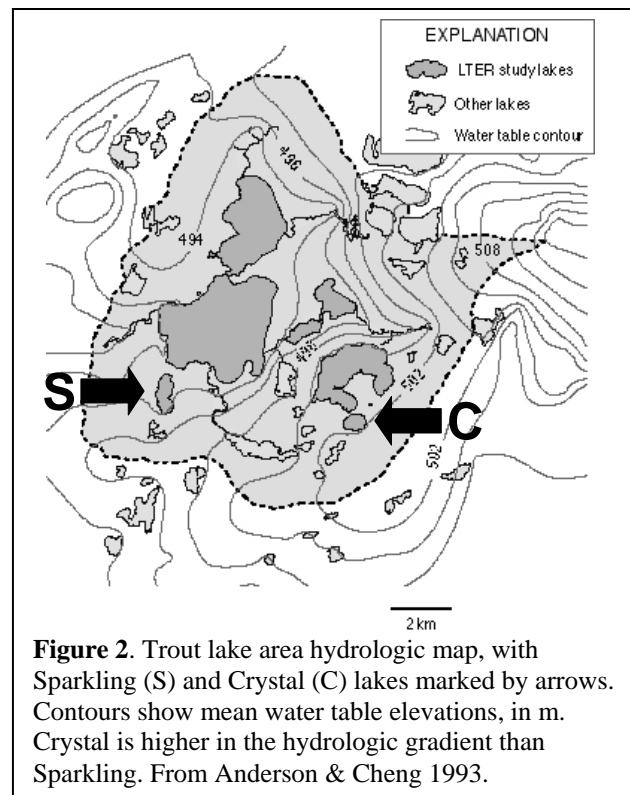 EXPLANATION
LTER study lakes
Other lakes
Water table contour
496
494
508
S
498
502
C
502
2 km
Figure 2. Trout lake area hydrologic map, with
Sparkling (S) and Crystal (C) lakes marked by arrows.
Contours show mean water table elevations, in m.
Crystal is higher in the hydrologic gradient than
Sparkling. From Anderson & Cheng 1993.